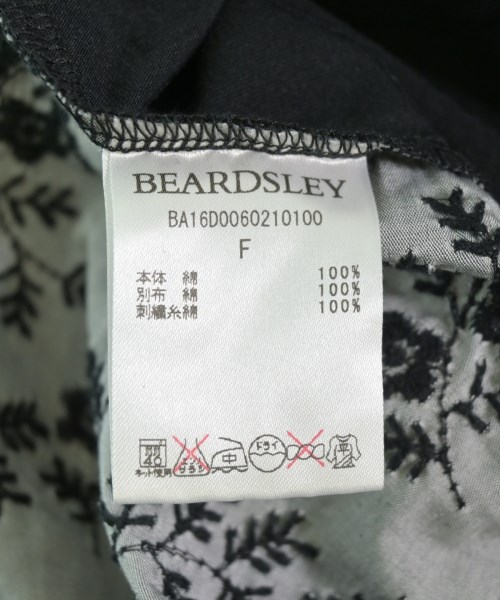 BEARDSLEY
BA16D0060210100
F
本体 綿 100%
別布 綿 100%
刺繍糸綿 100%
40 エンソ サラシ 中 ドライ 平
ネット使用